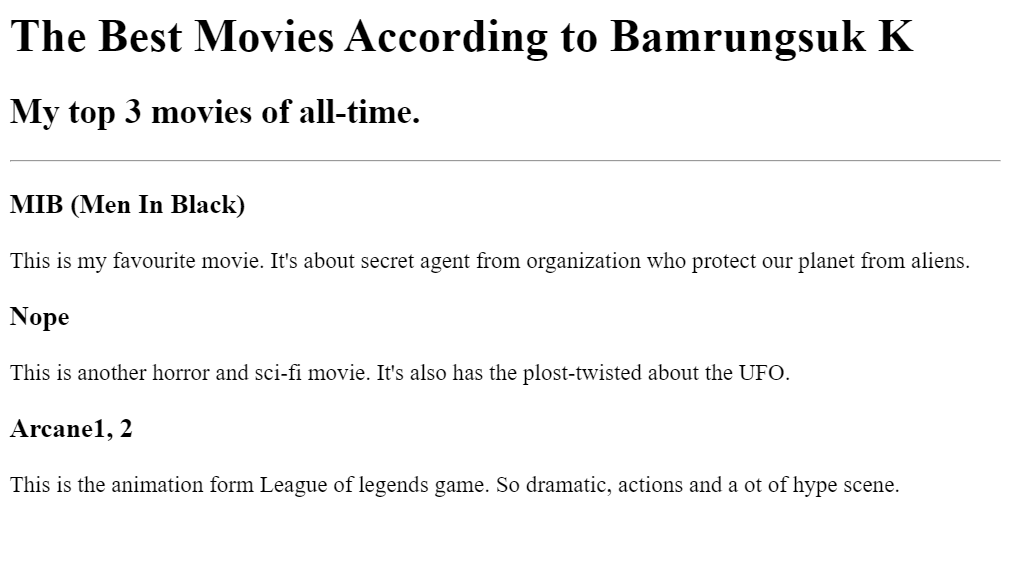 The Best Movies According to Bamrungsuk K
My top 3 movies of all-time.
MIB (Men In Black)
This is my favourite movie. It's about secret agent from organization who protect our planet from aliens.
Nope
This is another horror and sci-fi movie. It's also has the plost-twisted about the UFO.
Arcane1, 2
This is the animation form League of legends game. So dramatic, actions and a ot of hype scene.